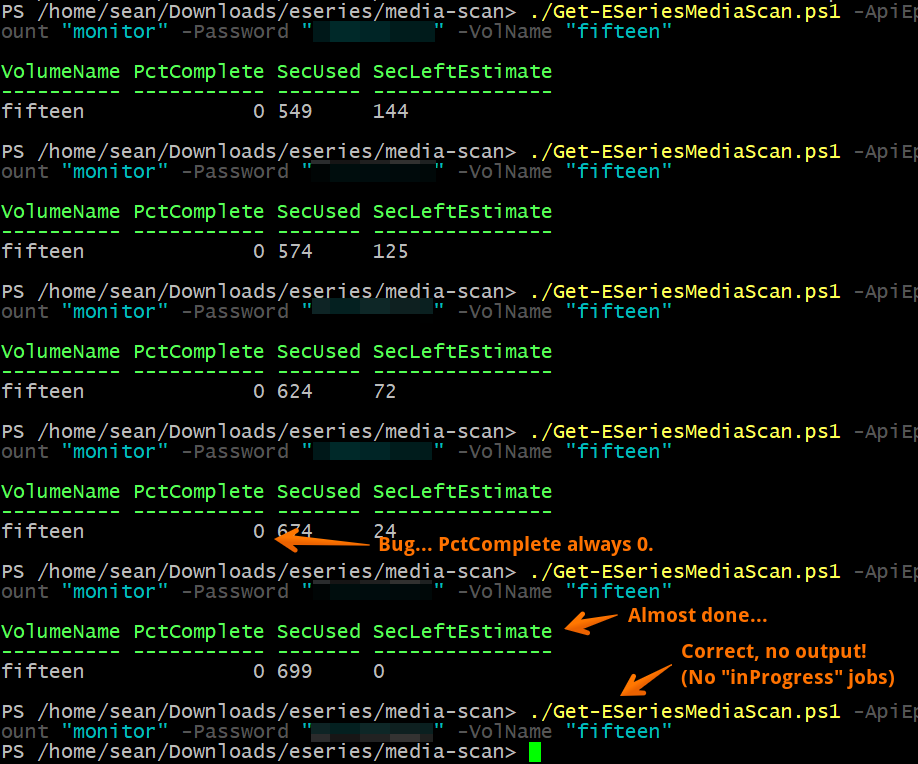 PS /home/sean/Downloads/eseries/media-scan> ./Get-ESeriesMediaScan.ps1 -ApiEp
ount "monitor" -Password "          " -VolName "fifteen"
VolumeName PctComplete SecUsed SecLeftEstimate
---------- ----------- ------- ---------------
fifteen              0 549     144
PS /home/sean/Downloads/eseries/media-scan> ./Get-ESeriesMediaScan.ps1 -ApiEp
ount "monitor" -Password "          " -VolName "fifteen"
VolumeName PctComplete SecUsed SecLeftEstimate
---------- ----------- ------- ---------------
fifteen              0 574     125
PS /home/sean/Downloads/eseries/media-scan> ./Get-ESeriesMediaScan.ps1 -ApiEp
ount "monitor" -Password "          " -VolName "fifteen"
VolumeName PctComplete SecUsed SecLeftEstimate
---------- ----------- ------- ---------------
fifteen              0 624     72
PS /home/sean/Downloads/eseries/media-scan> ./Get-ESeriesMediaScan.ps1 -ApiEp
ount "monitor" -Password "          " -VolName "fifteen"
VolumeName PctComplete SecUsed SecLeftEstimate
---------- ----------- ------- ---------------
fifteen              0 674     24
Bug... PctComplete always 0.
PS /home/sean/Downloads/eseries/media-scan> ./Get-ESeriesMediaScan.ps1 -ApiEp
ount "monitor" -Password "          " -VolName "fifteen"
Almost done...
VolumeName PctComplete SecUsed SecLeftEstimate
---------- ----------- ------- ---------------
Correct, no output!
fifteen              0 699     0
(No "inProgress" jobs)
PS /home/sean/Downloads/eseries/media-scan> ./Get-ESeriesMediaScan.ps1 -ApiEp
ount "monitor" -Password "          " -VolName "fifteen"
PS /home/sean/Downloads/eseries/media-scan>